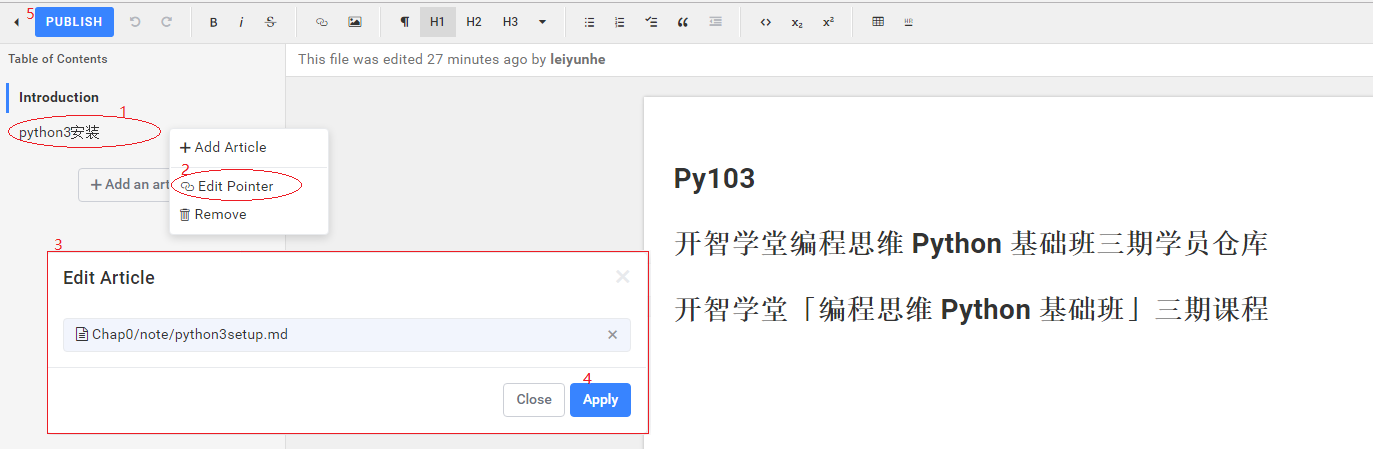 5 PUBLISH B i S ¶ H1 H2 H3 x₂ x²
Table of Contents
This file was edited 27 minutes ago by leiyunhe
Introduction
1
python3安装
+ Add Article
2
+ Add an art
Edit Pointer
Remove
3
Edit Article
Chap0/note/python3setup.md
4
Close Apply
Py103
开智学堂编程思维 Python 基础班三期学员仓库
开智学堂「编程思维 Python 基础班」三期课程